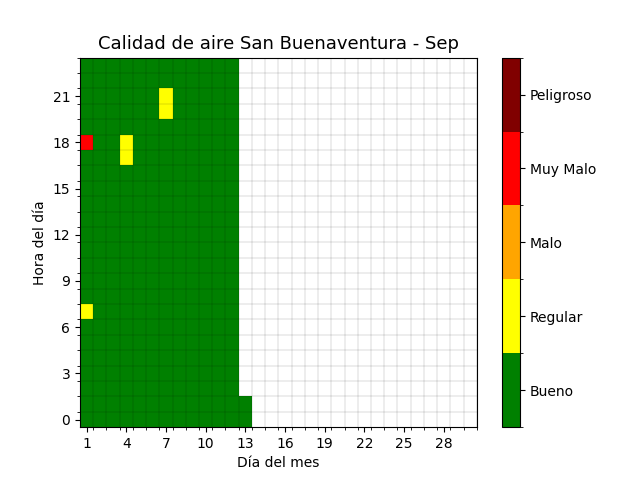 Calidad de aire San Buenaventura - Sep
Hora del día
21
18
15
12
9
6
3
0
1 4 7 10 13 16 19 22 25 28
Día del mes
Peligroso
Muy Malo
Malo
Regular
Bueno